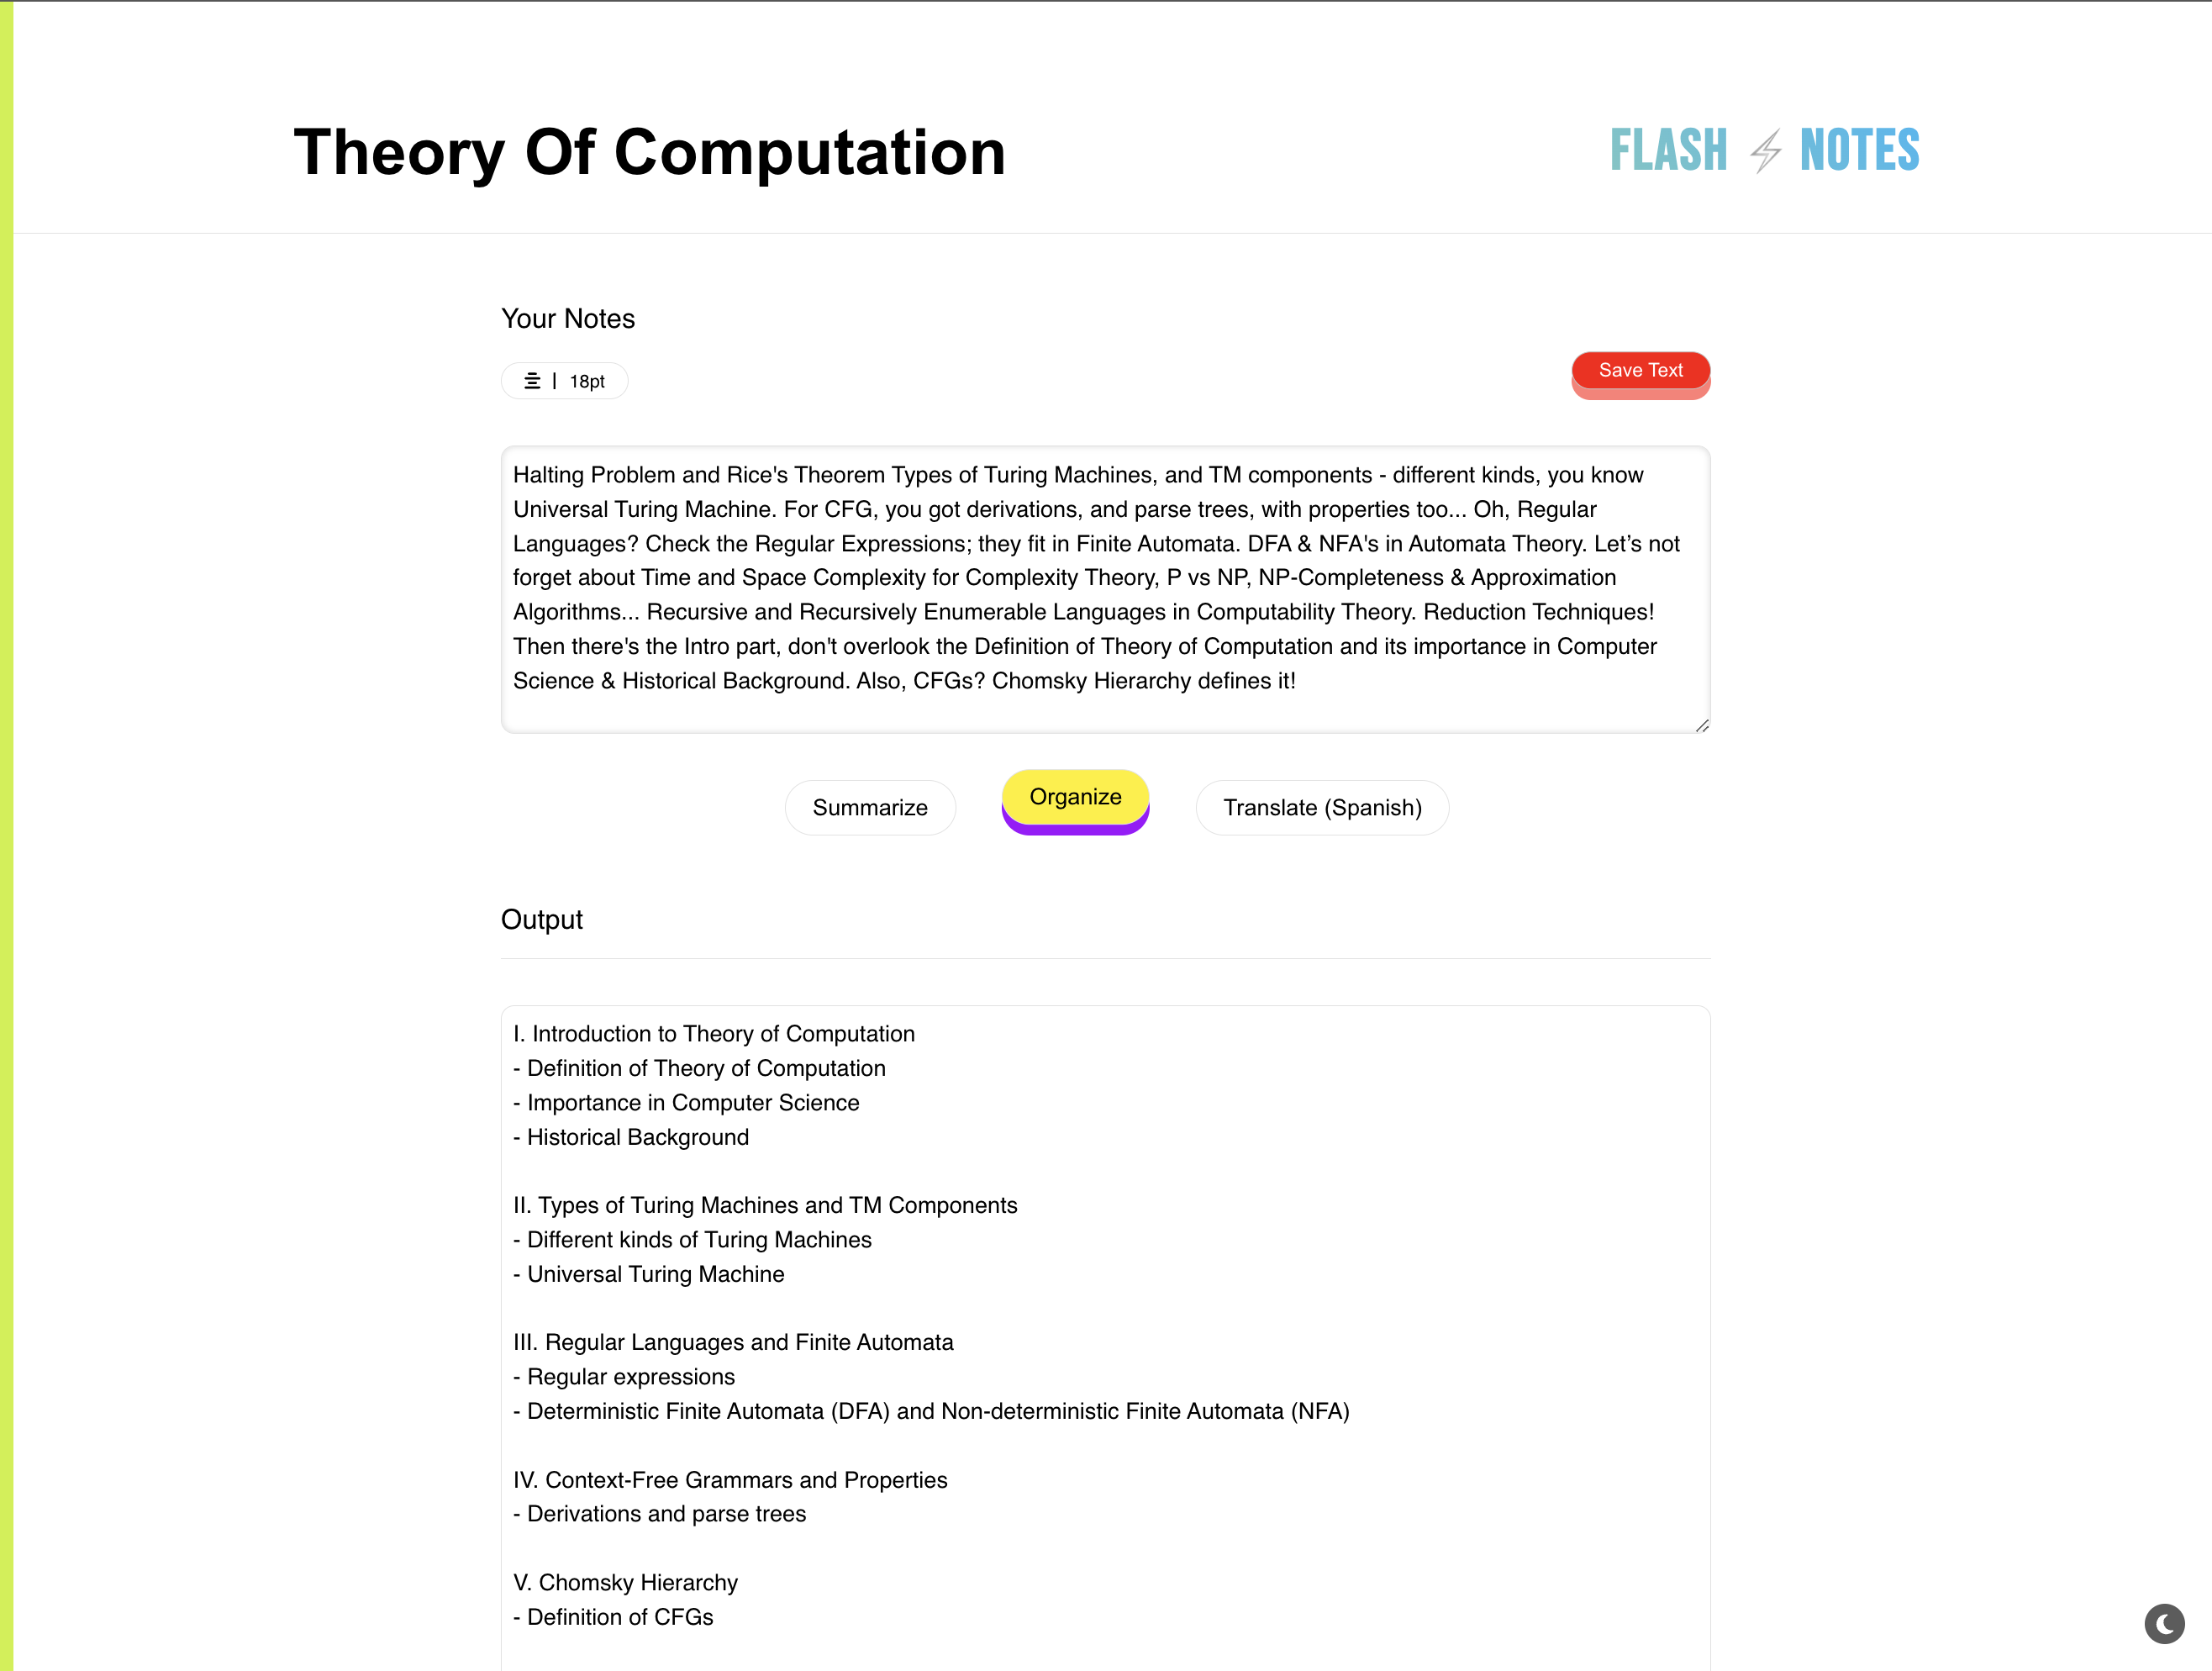 Theory Of Computation
FLASH NOTES
Your Notes
| 18pt
Save Text
Halting Problem and Rice's Theorem Types of Turing Machines, and TM components - different kinds, you know
Universal Turing Machine. For CFG, you got derivations, and parse trees, with properties too... Oh, Regular
Languages? Check the Regular Expressions; they fit in Finite Automata. DFA & NFA's in Automata Theory. Let’s not
forget about Time and Space Complexity for Complexity Theory, P vs NP, NP-Completeness & Approximation
Algorithms... Recursive and Recursively Enumerable Languages in Computability Theory. Reduction Techniques!
Then there's the Intro part, don't overlook the Definition of Theory of Computation and its importance in Computer
Science & Historical Background. Also, CFGs? Chomsky Hierarchy defines it!
Summarize
Organize
Translate (Spanish)
Output
I. Introduction to Theory of Computation
- Definition of Theory of Computation
- Importance in Computer Science
- Historical Background
II. Types of Turing Machines and TM Components
- Different kinds of Turing Machines
- Universal Turing Machine
III. Regular Languages and Finite Automata
- Regular expressions
- Deterministic Finite Automata (DFA) and Non-deterministic Finite Automata (NFA)
IV. Context-Free Grammars and Properties
- Derivations and parse trees
V. Chomsky Hierarchy
- Definition of CFGs